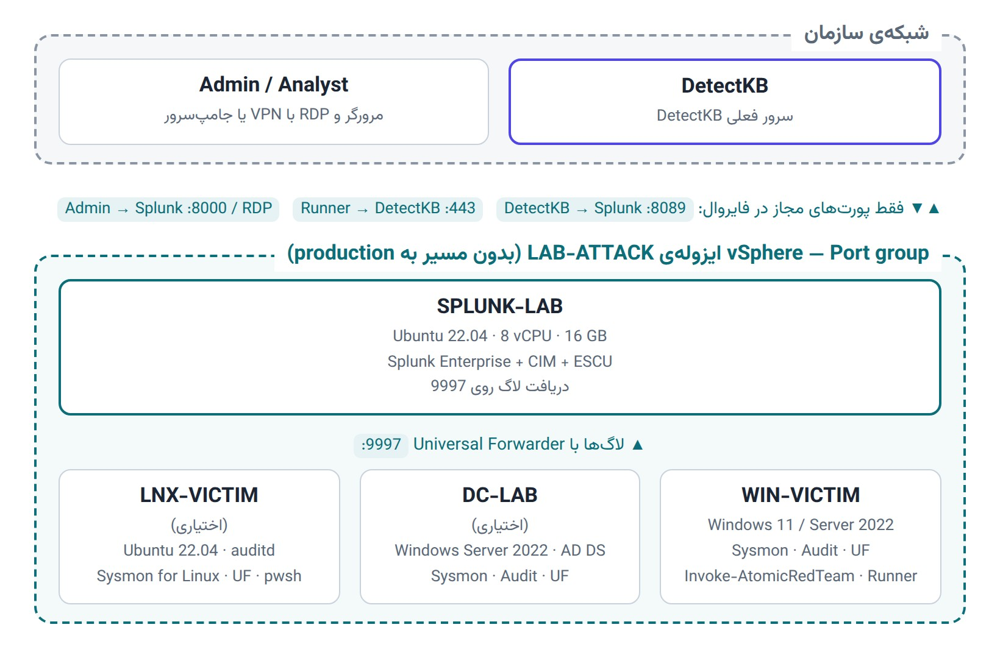 شبکه‌ی سازمان
DetectKB
سرور فعلی DetectKB
Admin / Analyst
مرورگر و RDP با VPN یا جامپ‌سرور
▲▼ فقط پورت‌های مجاز در فایروال: DetectKB → Splunk :8089 Runner → DetectKB :443 Admin → Splunk :8000 / RDP
vSphere — Port group ایزوله‌ی LAB-ATTACK (بدون مسیر به production)
SPLUNK-LAB
Ubuntu 22.04 · 8 vCPU · 16 GB
Splunk Enterprise + CIM + ESCU
دریافت لاگ روی 9997
▲ لاگ‌ها با Universal Forwarder :9997
WIN-VICTIM
Windows 11 / Server 2022
Sysmon · Audit · UF
Invoke-AtomicRedTeam · Runner
DC-LAB
(اختیاری)
Windows Server 2022 · AD DS
Sysmon · Audit · UF
LNX-VICTIM
(اختیاری)
Ubuntu 22.04 · auditd
Sysmon for Linux · UF · pwsh